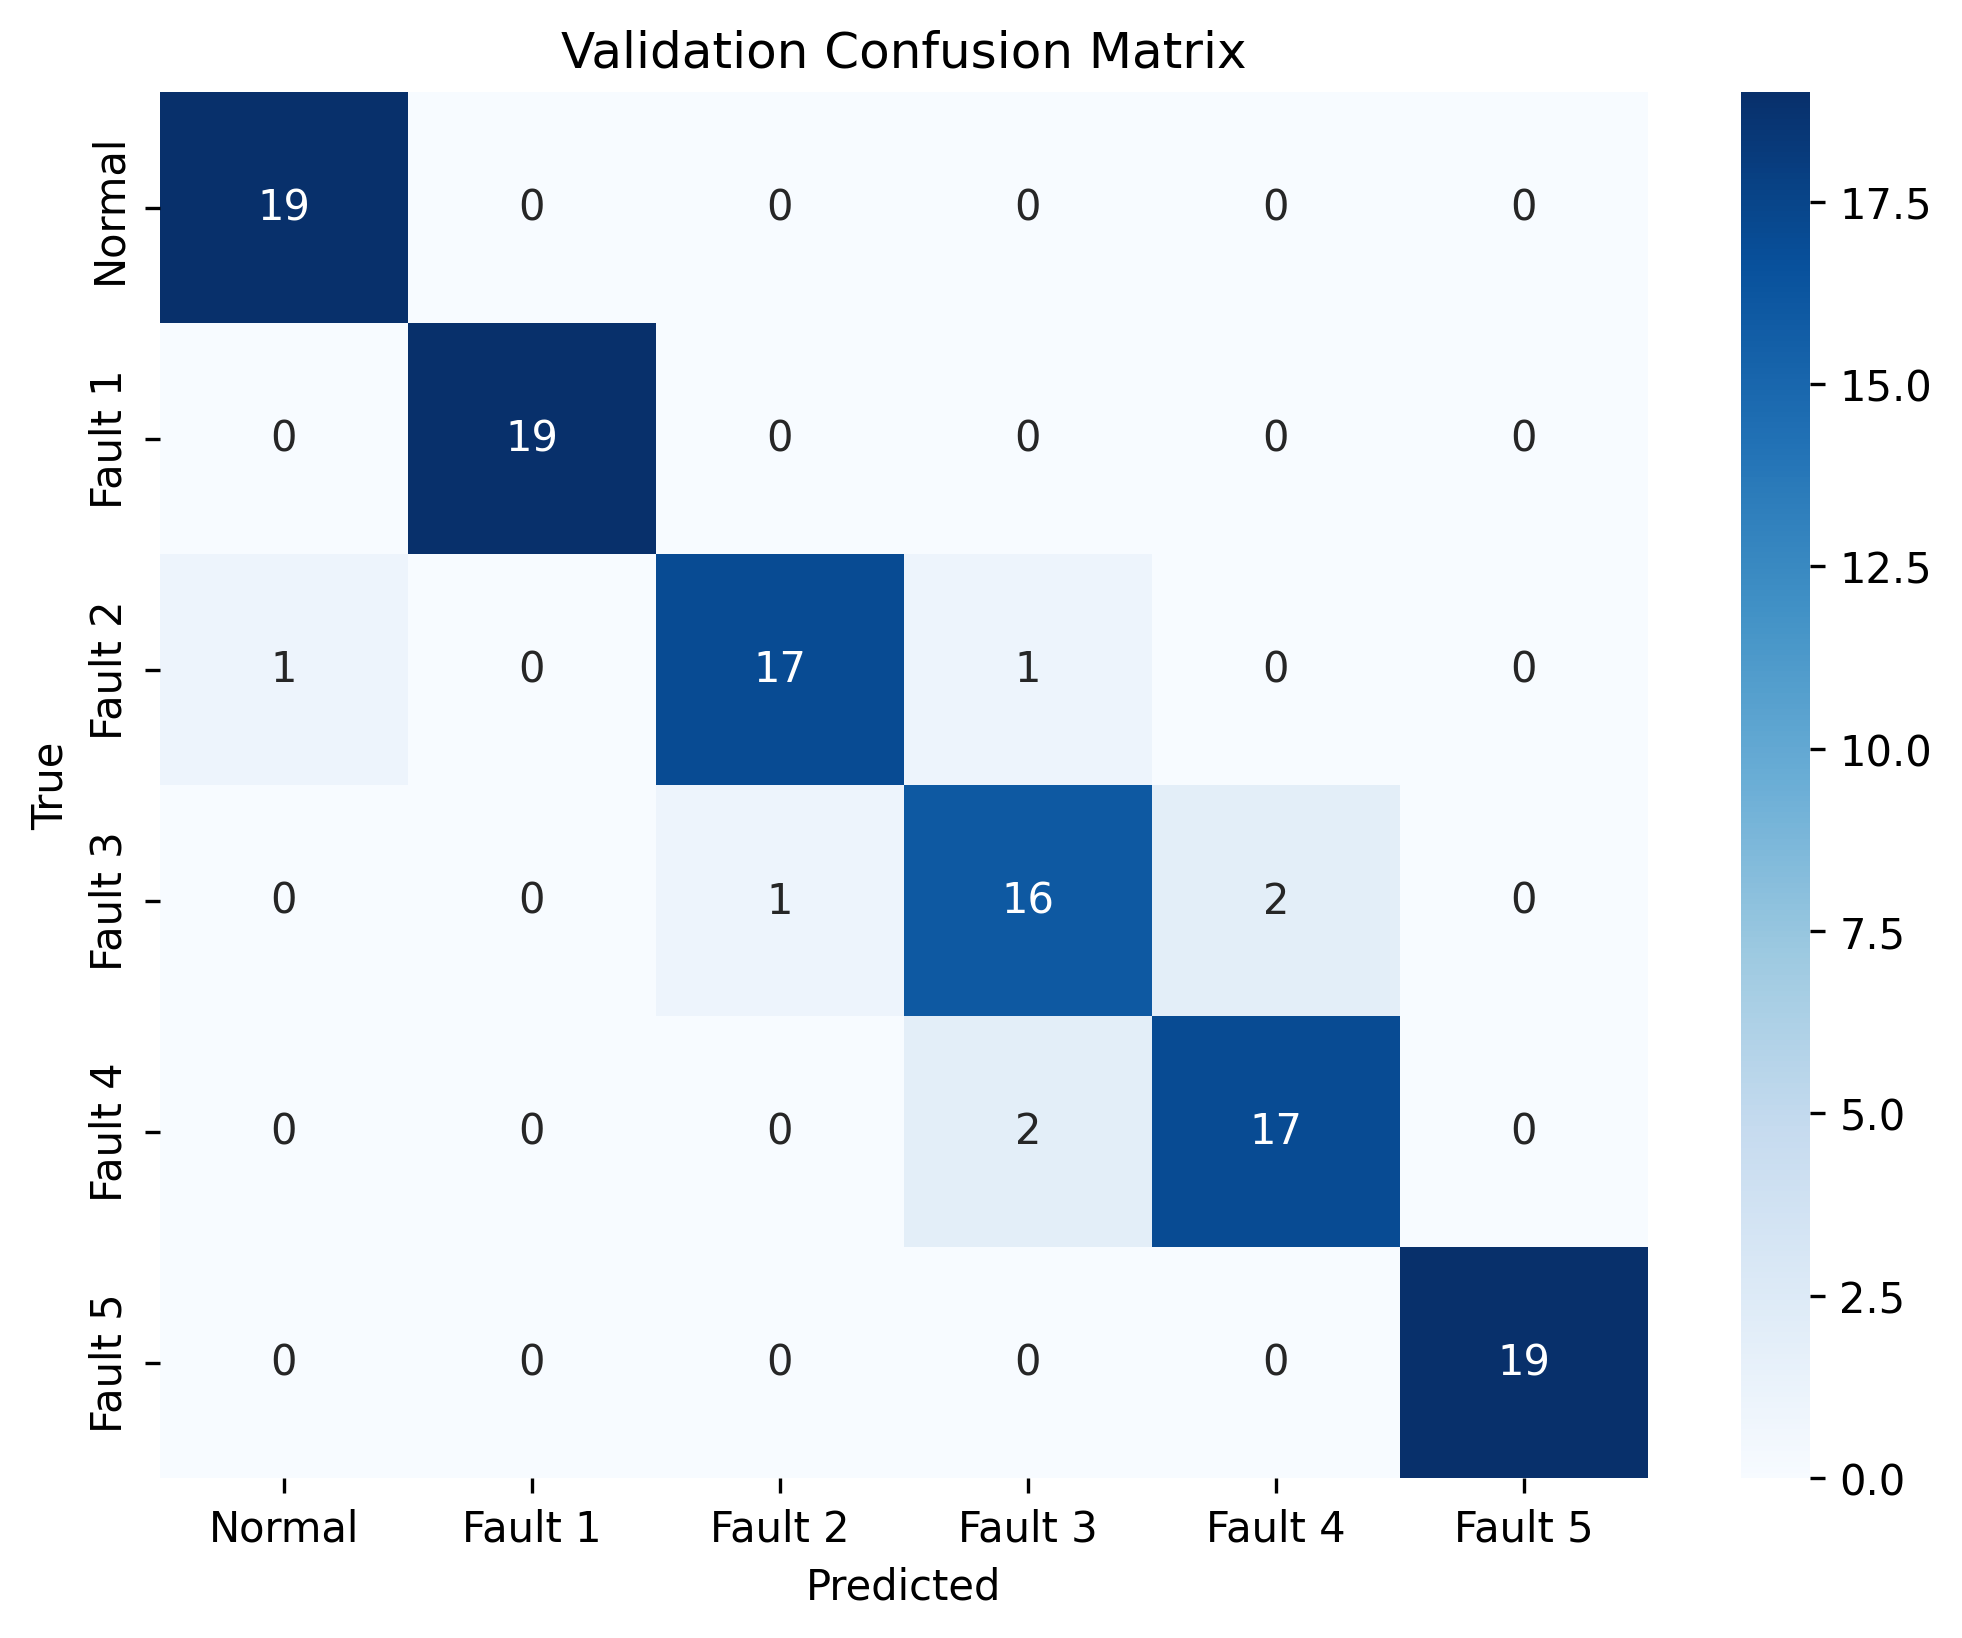 Validation Confusion Matrix
Normal 19 0 0 0 0 0
Fault 1 0 19 0 0 0 0
Fault 2 1 0 17 1 0 0
Fault 3 0 0 1 16 2 0
Fault 4 0 0 0 2 17 0
Fault 5 0 0 0 0 0 19
Normal Fault 1 Fault 2 Fault 3 Fault 4 Fault 5
Predicted
True
17.5
15.0
12.5
10.0
7.5
5.0
2.5
0.0